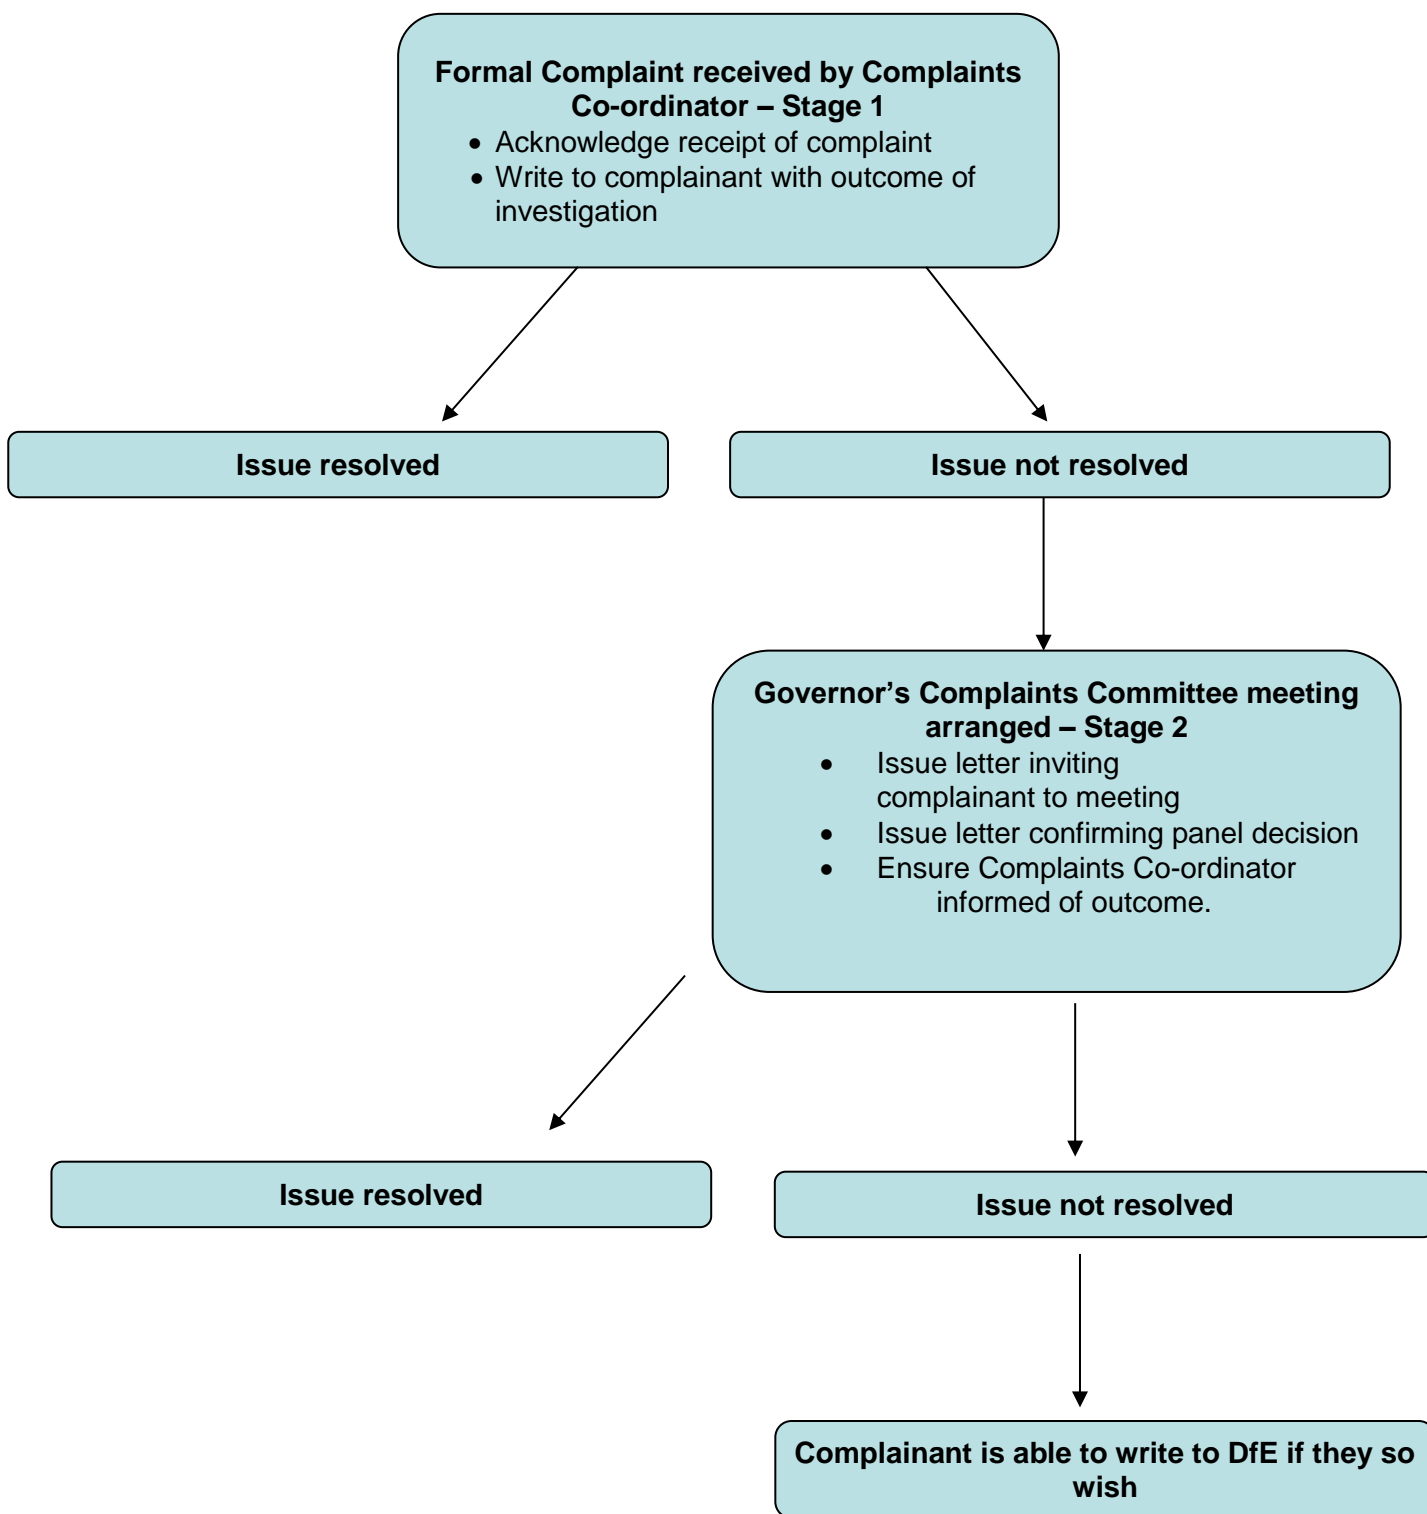 Formal Complaint received by Complaints
Co-ordinator – Stage 1
• Acknowledge receipt of complaint
• Write to complainant with outcome of
investigation
Issue resolved
Issue not resolved
Governor’s Complaints Committee meeting
arranged – Stage 2
• Issue letter inviting
complainant to meeting
• Issue letter confirming panel decision
• Ensure Complaints Co-ordinator
informed of outcome.
Issue resolved
Issue not resolved
Complainant is able to write to DfE if they so
wish